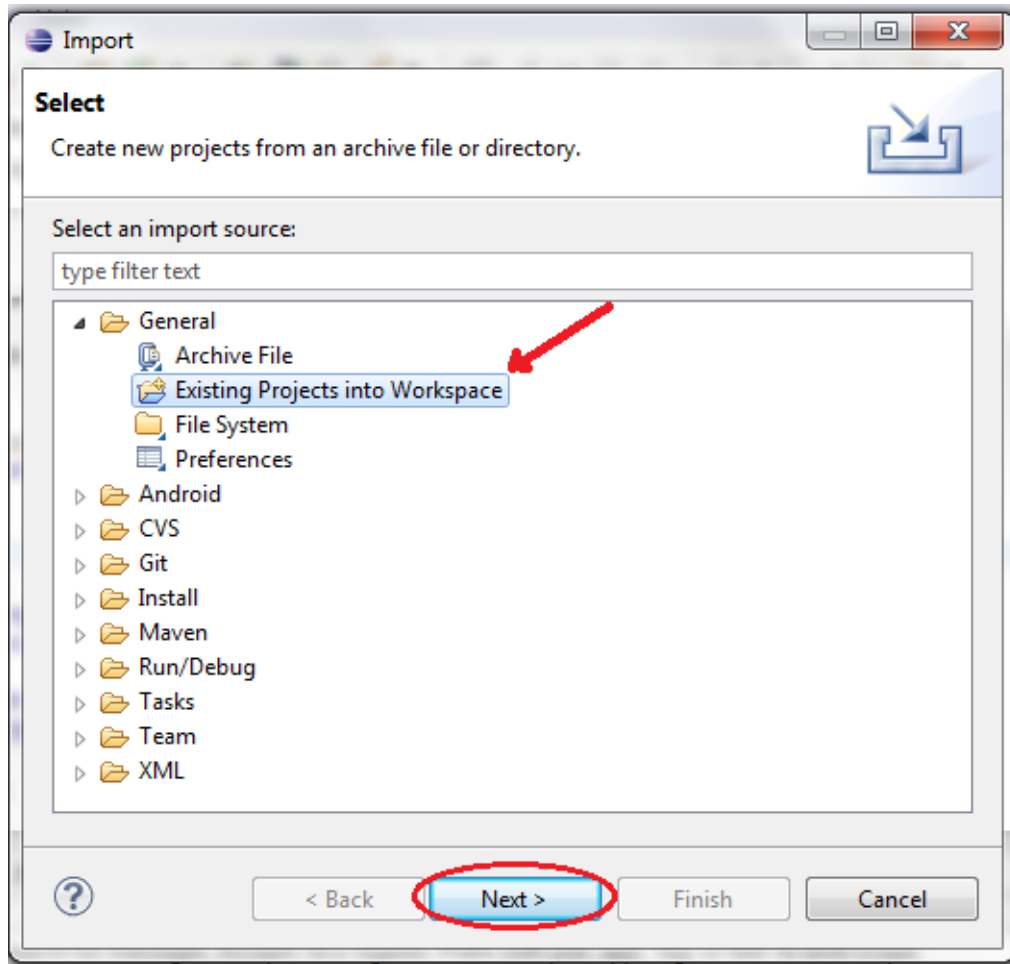 Import
Select
Create new projects from an archive file or directory.
Select an import source:
type filter text
General
Archive File
Existing Projects into Workspace
File System
Preferences
Android
CVS
Git
Install
Maven
Run/Debug
Tasks
Team
XML
? < Back Next > Finish Cancel